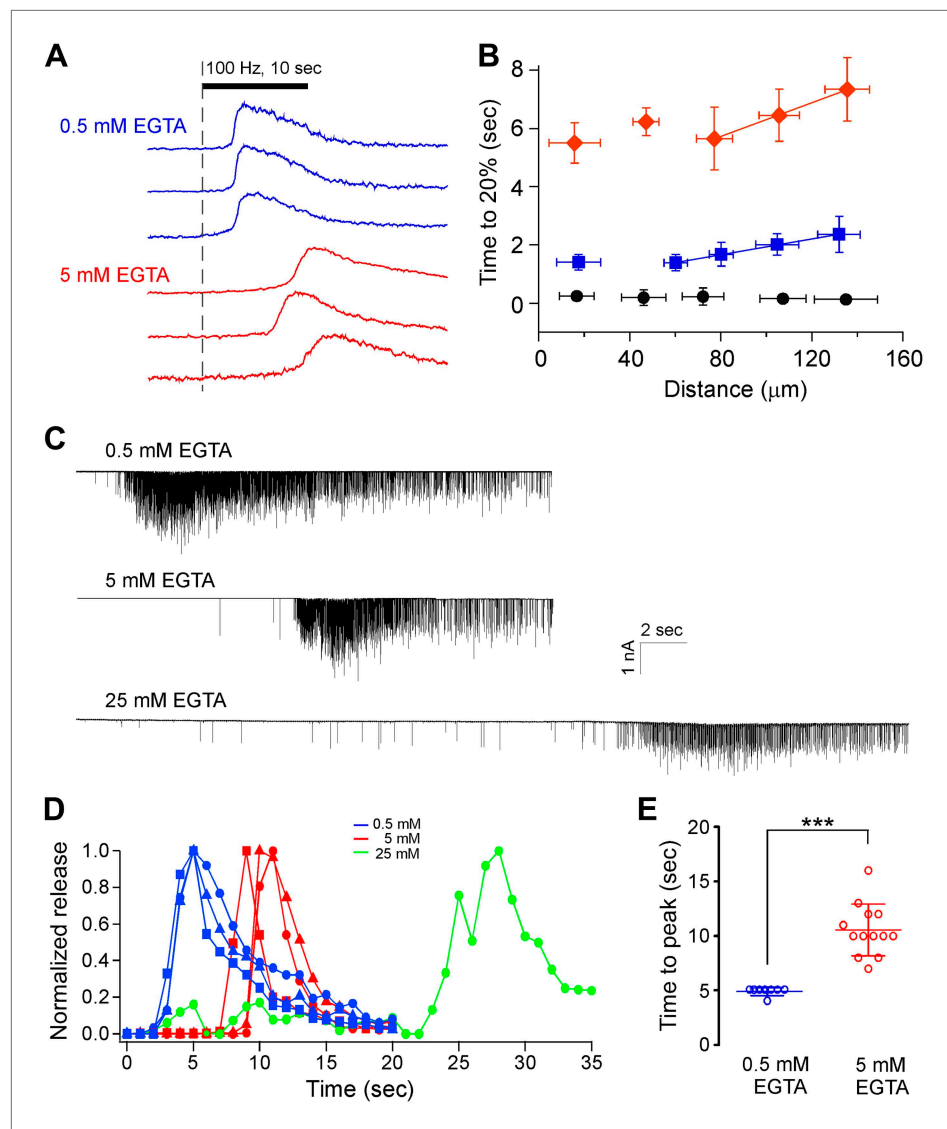 A
100 Hz, 10 sec
0.5 mM EGTA
5 mM EGTA
B
Time to 20% (sec)
8
6
4
2
0
0
40
80
120
160
Distance (μm)
C
0.5 mM EGTA
5 mM EGTA
2 sec
1 nA
25 mM EGTA
D
0.5 mM
5 mM
25 mM
Normalized release
1.0
0.8
0.6
0.4
0.2
0.0
0
5
10
15
20
25
30
35
Time (sec)
E
***
Time to peak (sec)
20
15
10
5
0
0.5 mM
EGTA
5 mM
EGTA